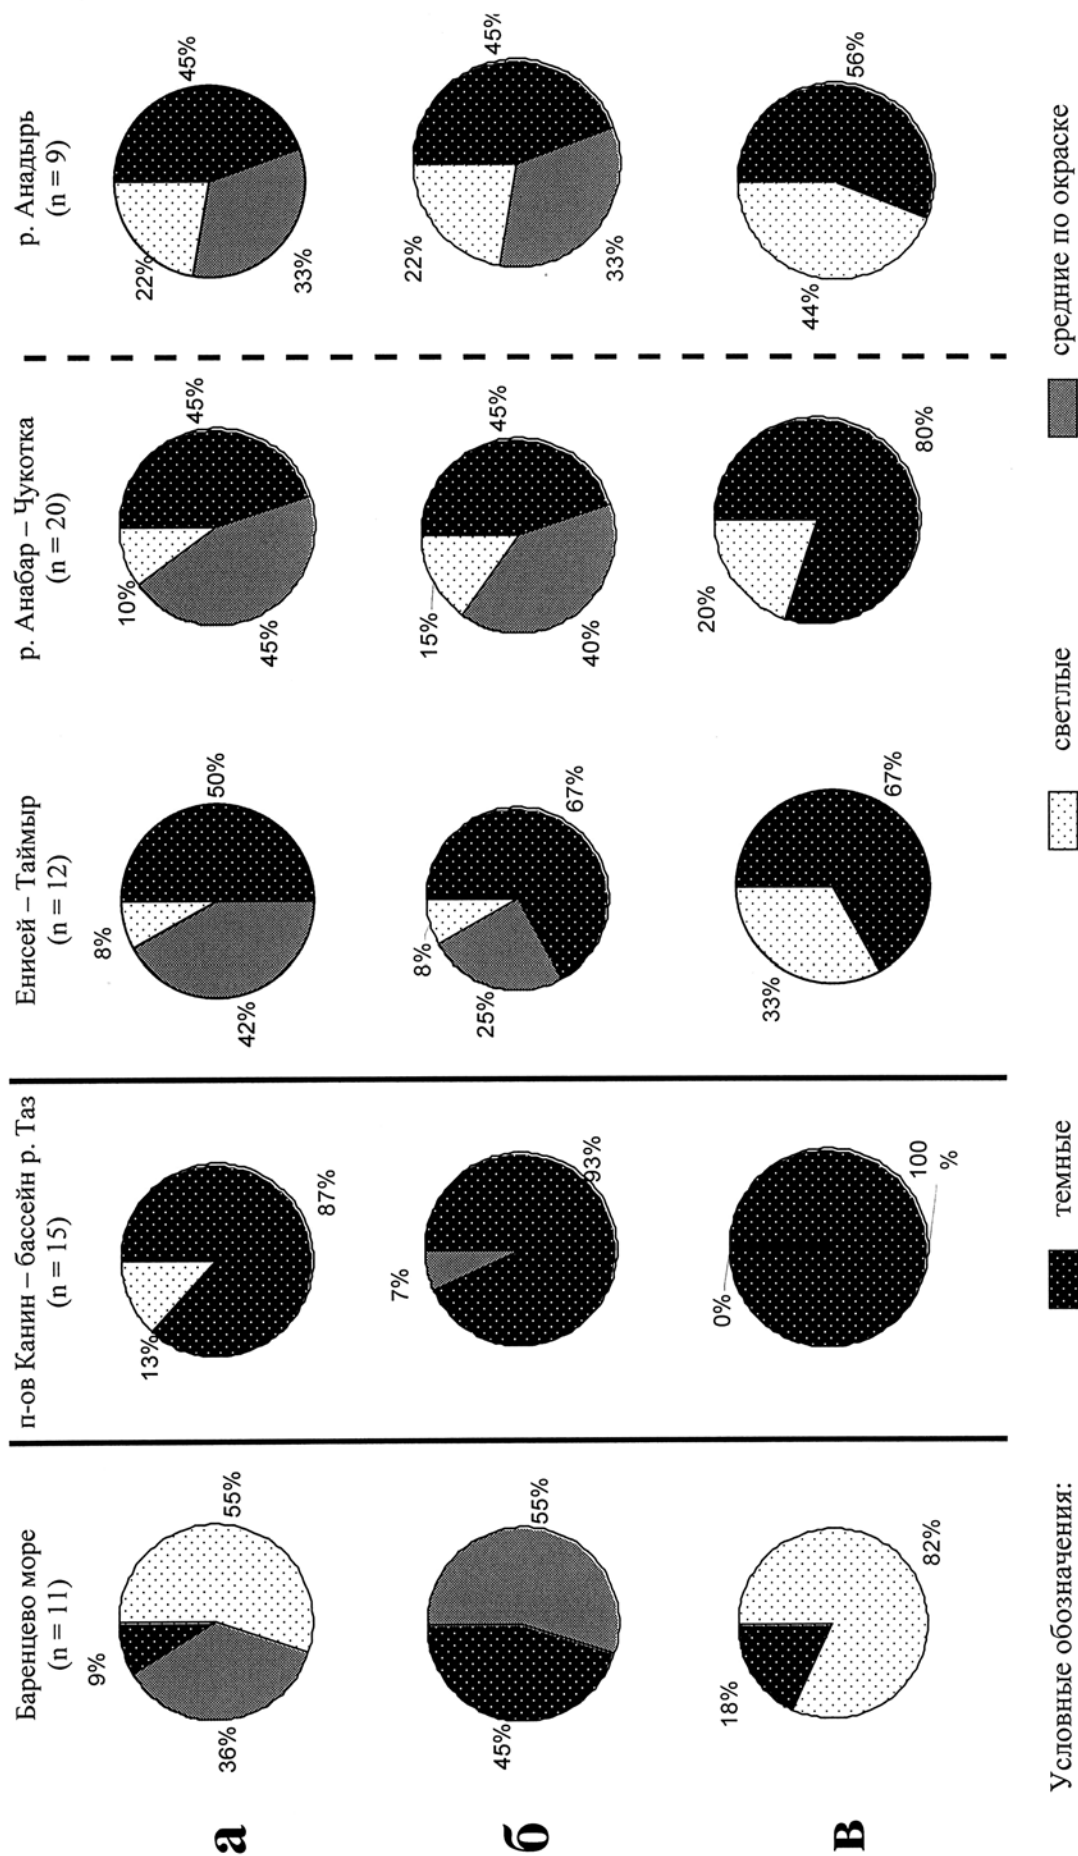 Баренцево море
(n = 11)
п-ов Канин – бассейн р. Таз
(n = 15)
Енисей – Таймыр
(n = 12)
р. Анабар – Чукотка
(n = 20)
р. Анадырь
(n = 9)
а
9%
36%
55%
13%
87%
8%
42%
50%
10%
45%
45%
22%
33%
45%
б
45%
55%
7%
93%
8%
25%
67%
15%
40%
45%
22%
33%
45%
в
18%
82%
0%
100
%
33%
67%
20%
80%
44%
56%
Условные обозначения:
темные
светлые
средние по окраске